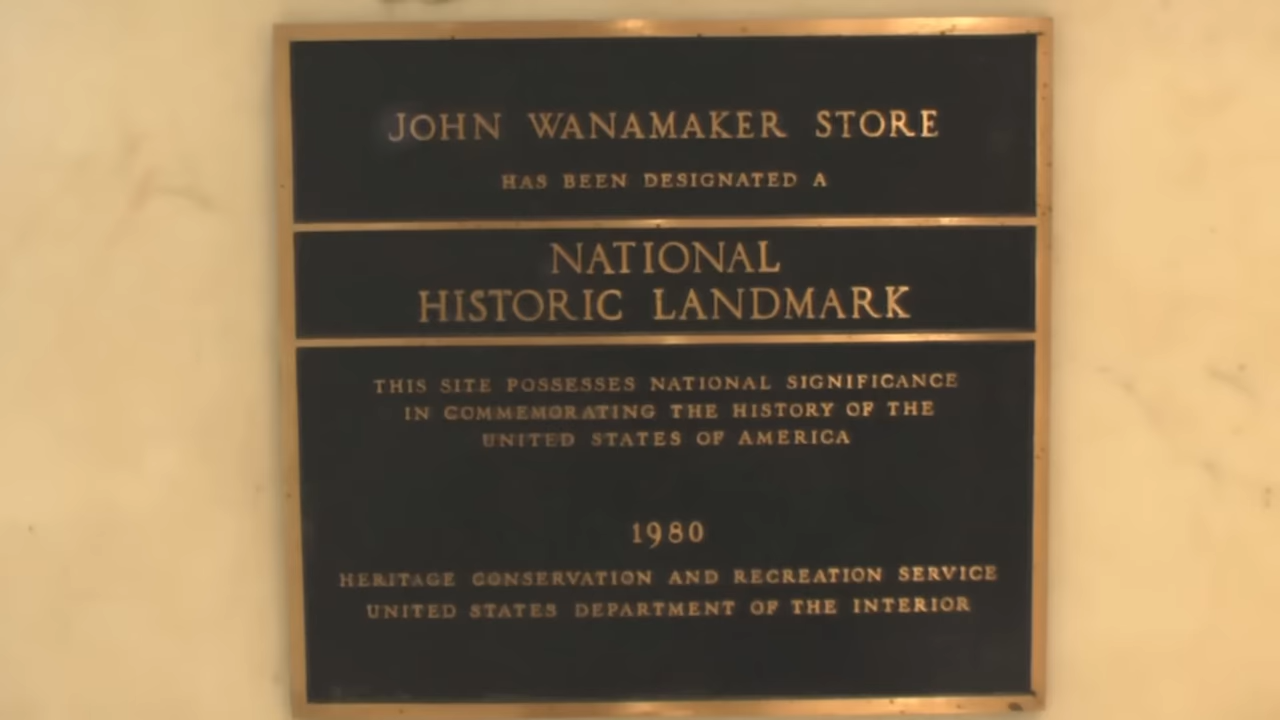 JOHN WANAMAKER STORE
HAS BEEN DESIGNATED A
NATIONAL
HISTORIC LANDMARK
THIS SITE POSSESSES NATIONAL SIGNIFICANCE
IN COMMEMORATING THE HISTORY OF THE
UNITED STATES OF AMERICA
1980
HERITAGE CONSERVATION AND RECREATION SERVICE
UNITED STATES DEPARTMENT OF THE INTERIOR